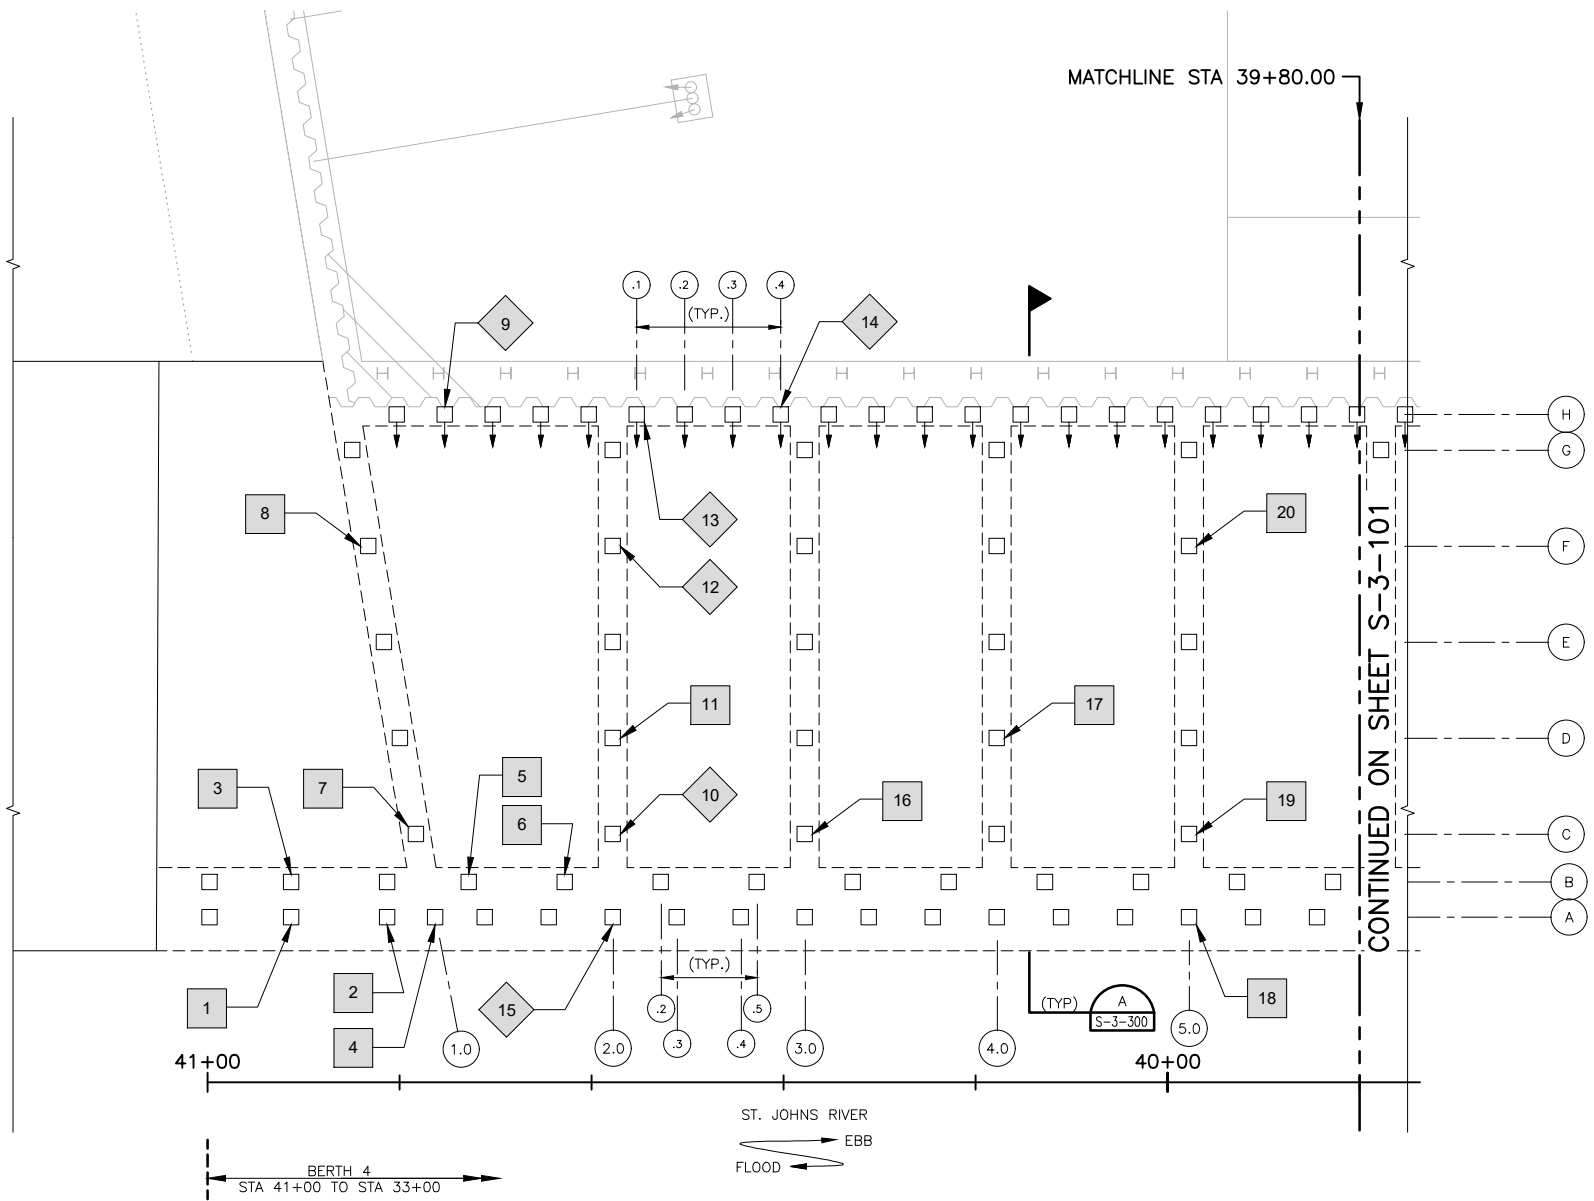 MATCHLINE STA 39+80.00
.1
.2
.3
.4
(TYP.)
9
14
H H H H H H H H H H H H H H H H
H
G
8
13
20
F
12
CONTINUED ON SHEET S-3-101
E
11
17
D
3
7
5
6
10
16
19
C
B
A
1
2
4
15
(TYP.)
.2
.5
.3
.4
(TYP)
A
S-3-300
18
1.0
2.0
3.0
4.0
5.0
41+00
40+00
ST. JOHNS RIVER
EBB
FLOOD
BERTH 4
STA 41+00 TO STA 33+00